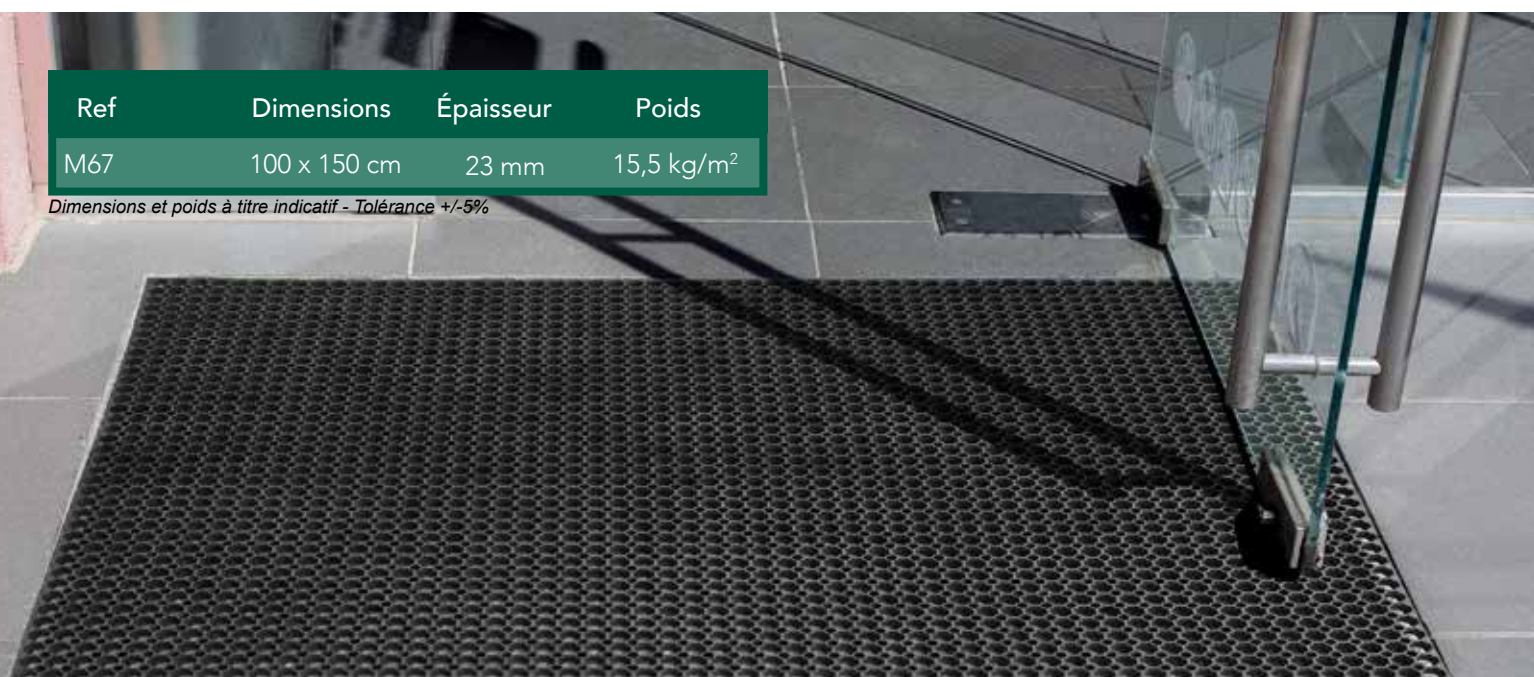 Ref Dimensions Épaisseur Poids
M67 100 x 150 cm 23 mm 15,5 kg/m²
Dimensions et poids à titre indicatif - Tolérance +/-5%